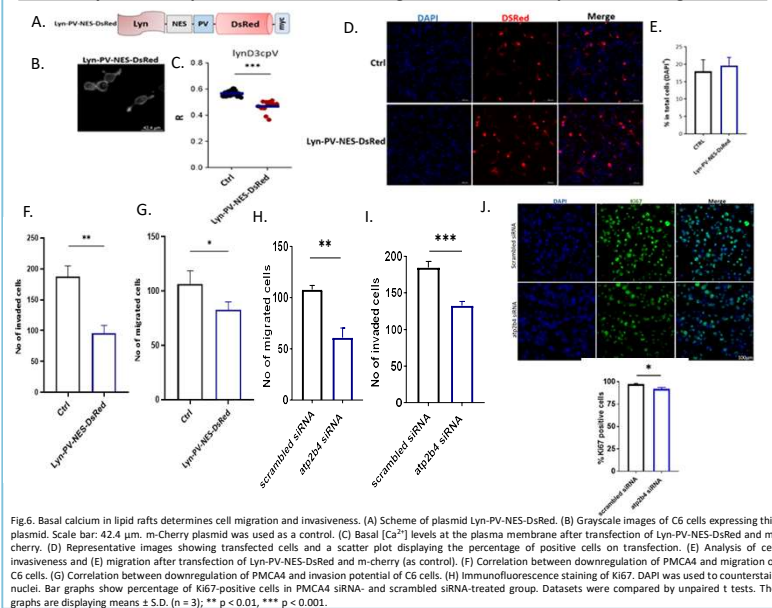 A.
Lyn-PV-NES-DsRed
Lyn
NES
PV
DsRed
myc
B.
Lyn-PV-NES-DsRed
42.4 µm
C.
lynD3cpV
***
R
0.8
0.6
0.4
0.2
0.0
Ctrl
Lyn-PV-NES-DsRed
D.
DAPI
DSRed
Merge
Ctrl
Lyn-PV-NES-DsRed
E.
% in total cells (DAPI⁺)
25
20
15
10
5
0
CTRL
Lyn-PV-NES-DsRed
F.
**
No of invaded cells
250
200
150
100
50
0
Ctrl
Lyn-PV-NES-DsRed
G.
*
No of migrated cells
150
100
50
0
Ctrl
Lyn-PV-NES-DsRed
H.
**
No of migrated cells
150
100
50
0
scrambled siRNA
atp2b4 siRNA
I.
***
No of invaded cells
200
150
100
50
0
scrambled siRNA
atp2b4 siRNA
J.
DAPI
Ki67
Merge
Scrambled siRNA
atp2b4 siRNA
100µm
*
% Ki67 positive cells
100
75
50
25
0
scrambled siRNA
atp2b4 siRNA
Fig.6. Basal calcium in lipid rafts determines cell migration and invasiveness. (A) Scheme of plasmid Lyn-PV-NES-DsRed. (B) Grayscale images of C6 cells expressing thi
plasmid. Scale bar: 42.4 µm. m-Cherry plasmid was used as a control. (C) Basal [Ca²⁺] levels at the plasma membrane after transfection of Lyn-PV-NES-DsRed and m
cherry. (D) Representative images showing transfected cells and a scatter plot displaying the percentage of positive cells on transfection. (E) Analysis of ce
invasiveness and (E) migration after transfection of Lyn-PV-NES-DsRed and m-cherry (as control). (F) Correlation between downregulation of PMCA4 and migration o
C6 cells. (G) Correlation between downregulation of PMCA4 and invasion potential of C6 cells. (H) Immunofluorescence staining of Ki67. DAPI was used to counterstai
nuclei. Bar graphs show percentage of Ki67-positive cells in PMCA4 siRNA- and scrambled siRNA-treated group. Datasets were compared by unpaired t tests. Th
graphs are displaying means ± S.D. (n = 3); ** p < 0.01, *** p < 0.001.